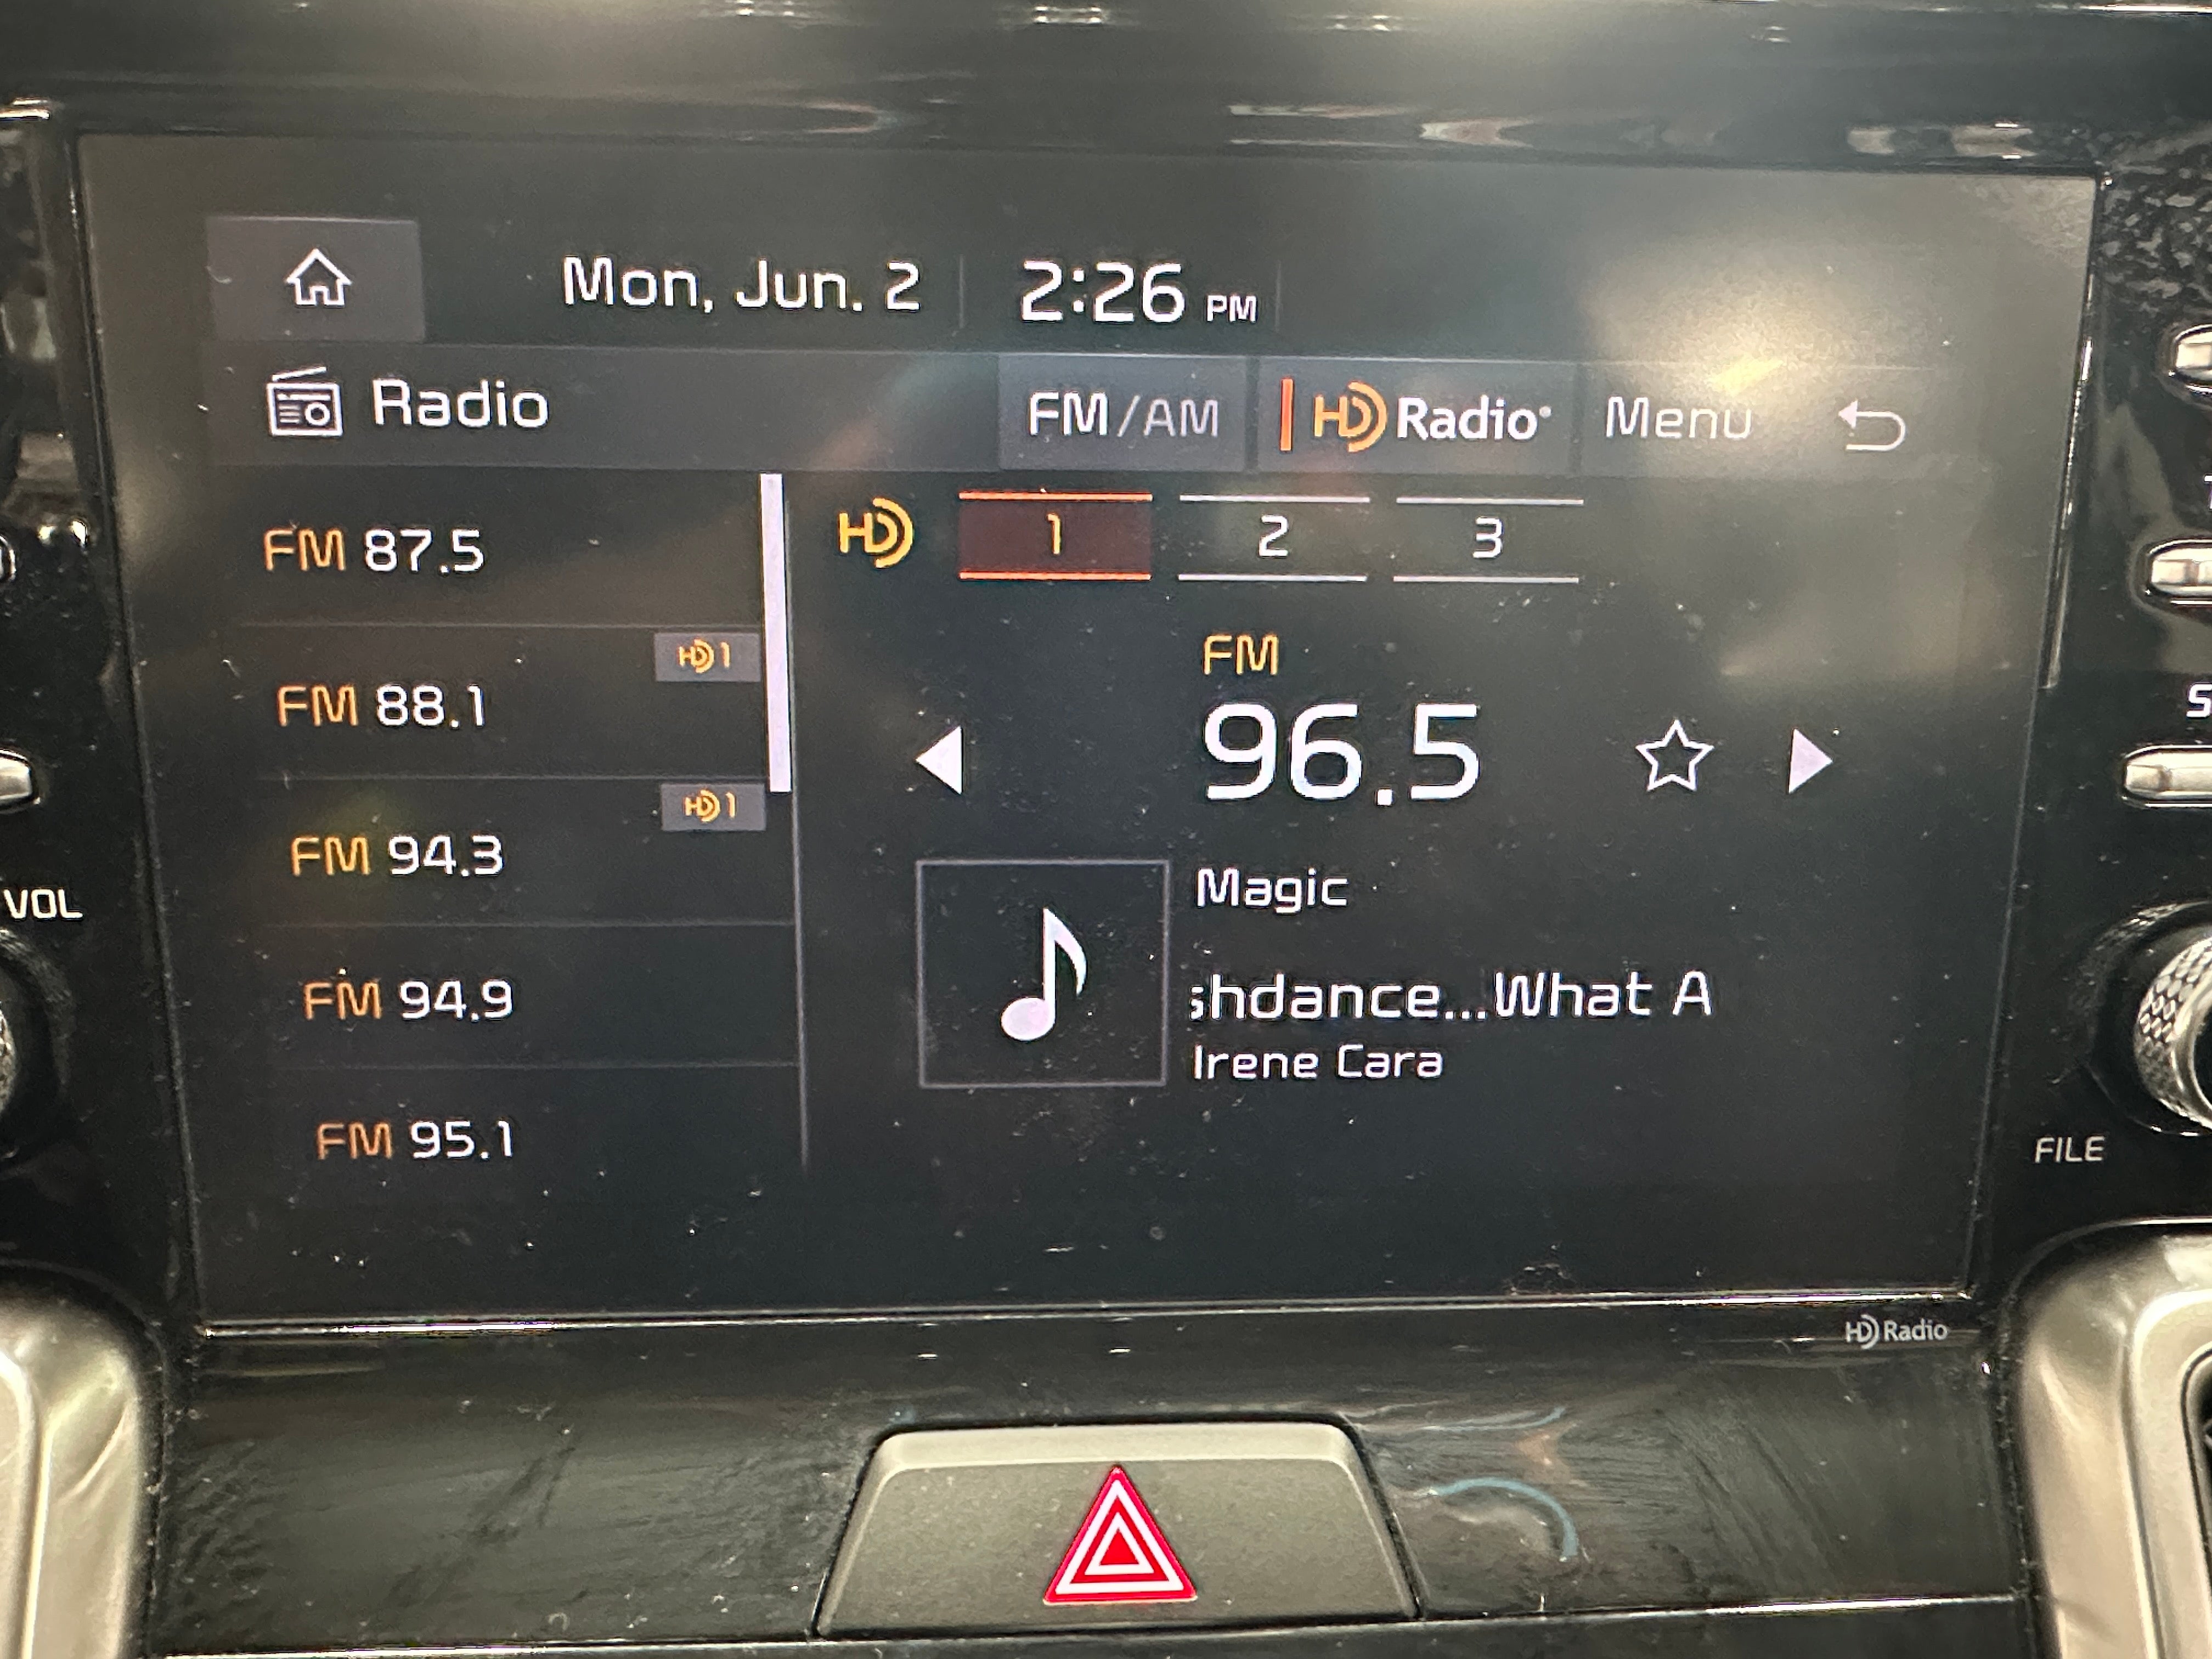 Mon, Jun. 2 2:26 PM
Radio FM/AM HD Radio Menu
HD 1 2 3
FM 87.5
HD 1
FM 88.1
HD 1
FM 94.3
FM 94.9
FM 95.1
FM
96.5
Magic
shdance...What A
Irene Cara
VOL
FILE
HD Radio